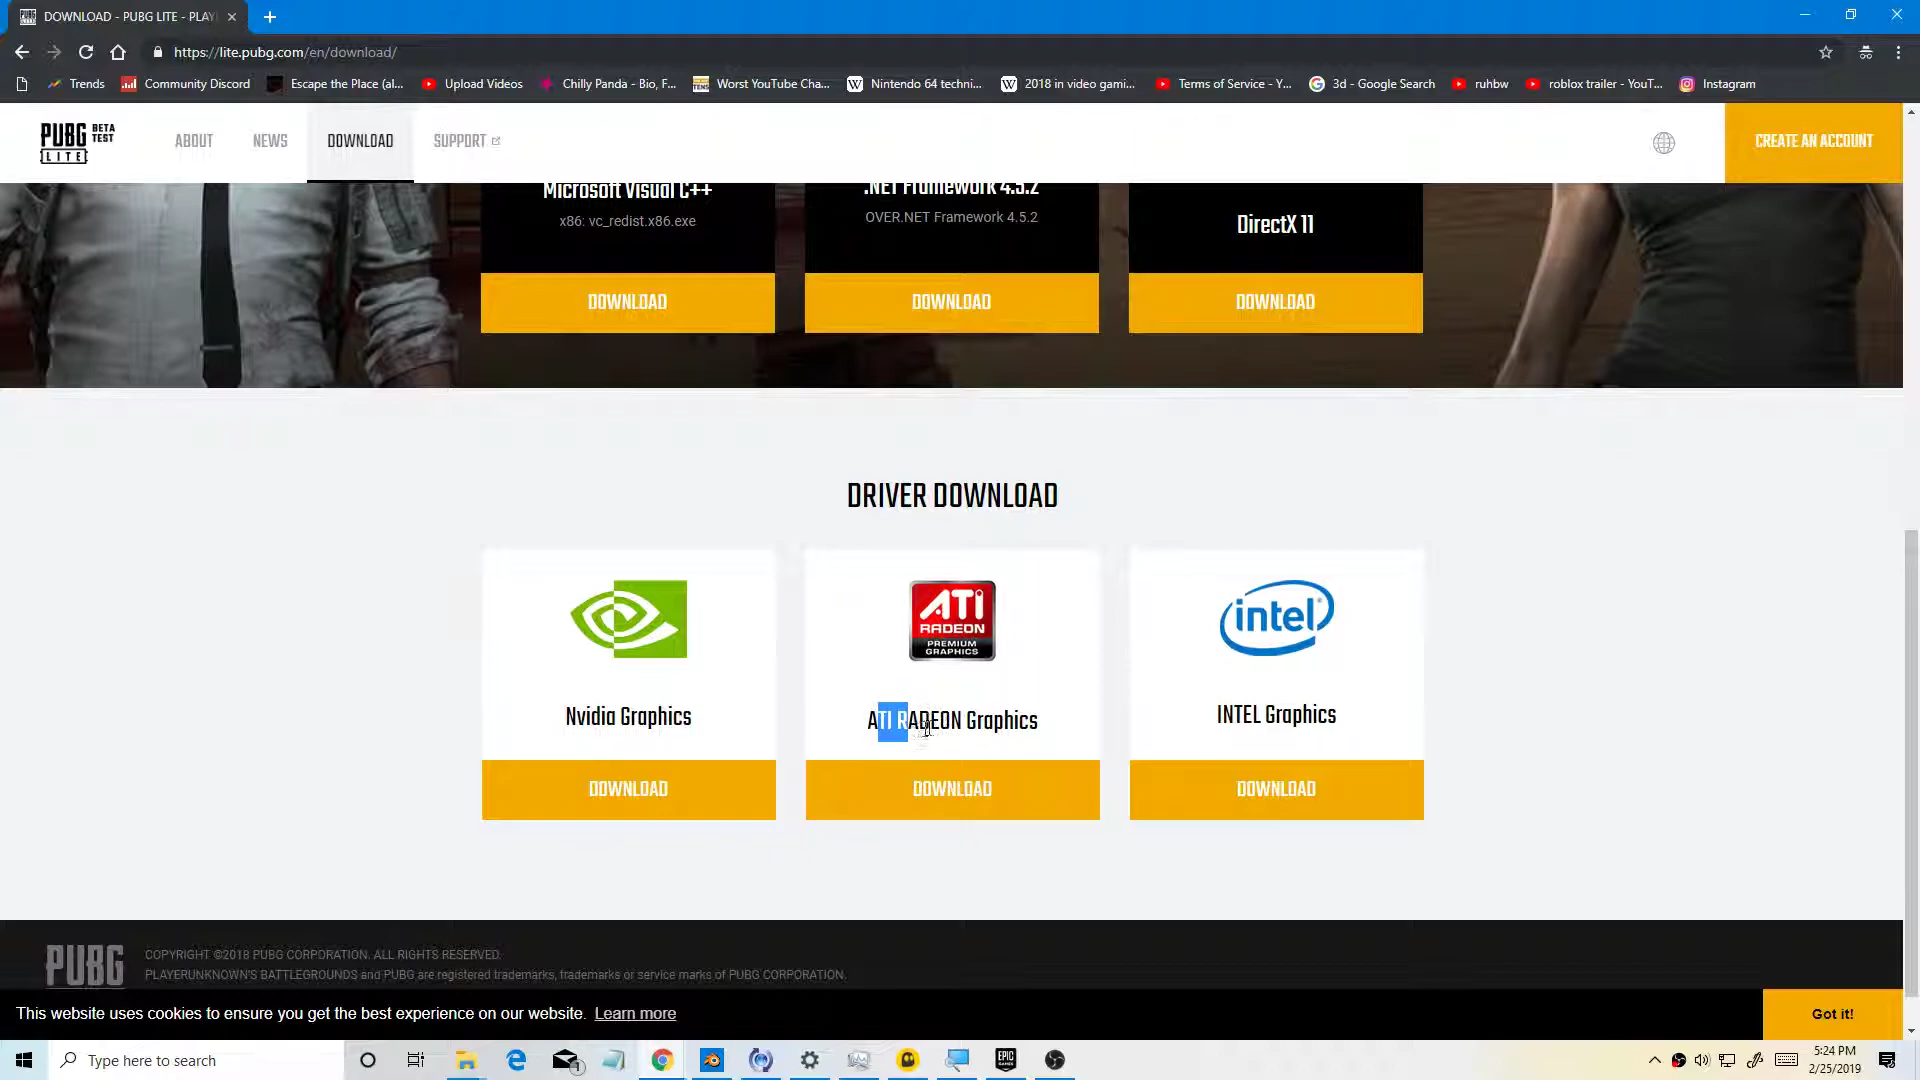 DOWNLOAD - PUBG LITE - PLAY
https://lite.pubg.com/en/download/
Trends
Community Discord
Escape the Place (al...
Upload Videos
Chilly Panda - Bio, F...
Worst YouTube Cha...
Nintendo 64 techni...
2018 in video gami...
Terms of Service - Y...
3d - Google Search
ruhbw
roblox trailer - YouT...
Instagram
PUBG LITE BETA TEST
ABOUT
NEWS
DOWNLOAD
SUPPORT
CREATE AN ACCOUNT
Microsoft Visual C++
x86: vc_redist.x86.exe
.NET Framework 4.5.2
OVER.NET Framework 4.5.2
DirectX 11
DOWNLOAD
DOWNLOAD
DOWNLOAD
DRIVER DOWNLOAD
ATI
RADEON
PREMIUM
GRAPHICS
intel
Nvidia Graphics
ATI RADEON Graphics
INTEL Graphics
DOWNLOAD
DOWNLOAD
DOWNLOAD
PUBG
COPYRIGHT ©2018 PUBG CORPORATION. ALL RIGHTS RESERVED.
PLAYERUNKNOWN'S BATTLEGROUNDS and PUBG are registered trademarks, trademarks or service marks of PUBG CORPORATION.
This website uses cookies to ensure you get the best experience on our website. Learn more
Got it!
Type here to search
1
EPIC GAMES
5:24 PM
2/25/2019